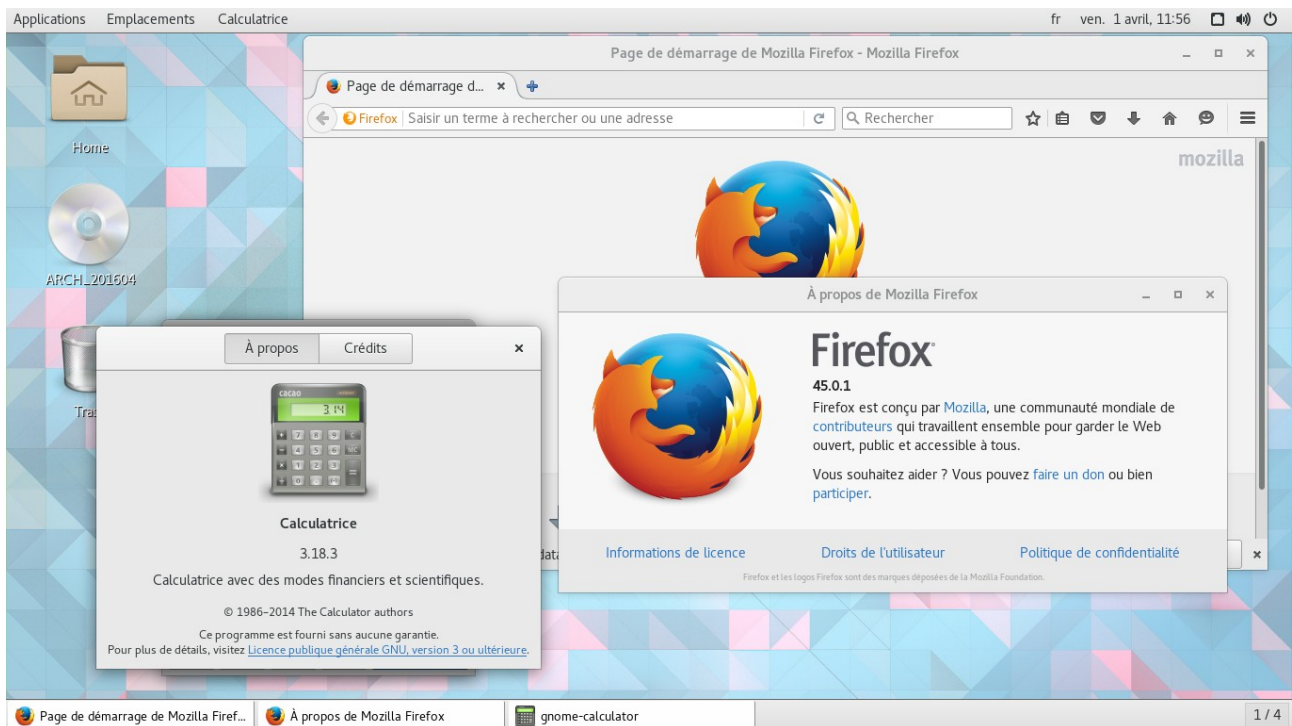 Applications Emplacements Calculatrice fr ven. 1 avril, 11:56
Page de démarrage de Mozilla Firefox - Mozilla Firefox
Page de démarrage d...
Firefox Saisir un terme à rechercher ou une adresse Rechercher
mozilla
Home
ARCH_201604
À propos de Mozilla Firefox
Firefox
45.0.1
Firefox est conçu par Mozilla, une communauté mondiale de
contributeurs qui travaillent ensemble pour garder le Web
ouvert, public et accessible à tous.
Vous souhaitez aider ? Vous pouvez faire un don ou bien
participer.
Informations de licence Droits de l'utilisateur Politique de confidentialité
Firefox et les logos Firefox sont des marques déposées de la Mozilla Foundation.
À propos Crédits
cacao
3.14
Calculatrice
3.18.3
Calculatrice avec des modes financiers et scientifiques.
© 1986–2014 The Calculator authors
Ce programme est fourni sans aucune garantie.
Pour plus de détails, visitez Licence publique générale GNU, version 3 ou ultérieure.
Page de démarrage de Mozilla Firef... À propos de Mozilla Firefox gnome-calculator 1 / 4